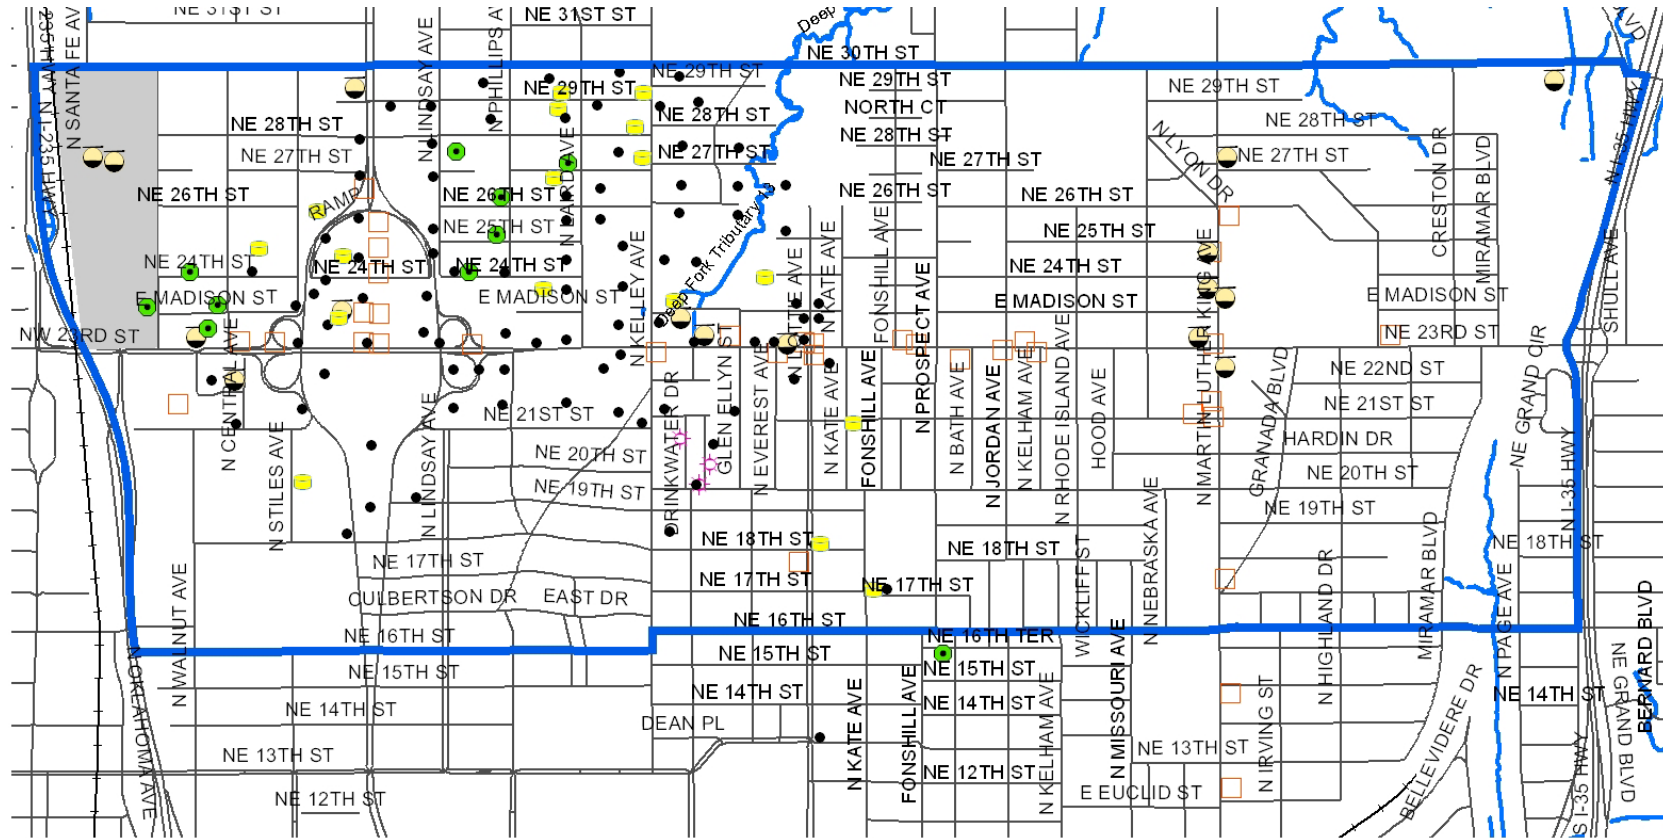 NE 31ST ST
NE 31ST ST
Deep
NE 30TH ST
235 HWY N I-235 HWY
N SANTA FE AV
N LINDSAY AVE
N PHILLIPS A
NE 29TH ST
NE 29TH ST
NE 29TH ST
NE 29TH ST
NE 28TH ST
NE 28TH ST
NORTH CT
NE 28TH ST
NE 28TH ST
NE 27TH ST
NE 27TH ST
NE 27TH ST
NE 27TH ST
N LYON DR
CRESTON DR
MIRAMAR BLVD
N I-35 HWY
NE 26TH ST
RAMP
NE 26TH ST
NE 26TH ST
NE 26TH ST
NE 25TH ST
NE 25TH ST
NE 24TH ST
NE 24TH ST
NE 24TH ST
NE 24TH ST
E MADISON ST
E MADISON ST
E MADISON ST
E MADISON ST
N KELLEY AVE
Deep Fork Tributary 13
N KATE AVE
FONSHILL AVE
N PROSPECT AVE
N MARTIN LUTHER KING AVE
SHULL AVE
NW 23RD ST
NE 23RD ST
NE 22ND ST
NE 21ST ST
NE 21ST ST
HARDIN DR
NE 20TH ST
NE 20TH ST
NE 19TH ST
NE 19TH ST
N CENTRAL AVE
N STILES AVE
N LINDSAY AVE
DRINKWATER DR
GLEN ELLYN ST
N EVEREST AVE
N KATE AVE
FONSHILL AVE
N BATH AVE
N JORDAN AVE
N KELHAM AVE
N RHODE ISLAND AVE
HOOD AVE
GRANADA BLVD
NE GRAND CIR
N I-35 HWY
NE 18TH ST
NE 18TH ST
NE 18TH ST
NE 17TH ST
NE 17TH ST
NE 17TH ST
CULBERTSON DR
EAST DR
N WALNUT AVE
WICKLIFF ST
N NEBRASKA AVE
N HIGHLAND DR
MIRAMAR BLVD
N PAGE AVE
NE 16TH ST
NE 16TH ST
NE 16TH TER
NE 15TH ST
NE 15TH ST
NE 15TH ST
NE 14TH ST
NE 14TH ST
NE 14TH ST
NE 14TH ST
DEAN PL
N OKLAHOMA AVE
N KATE AVE
FONSHILL AVE
N KELHAM AVE
N MISSOURI AVE
N IRVING ST
BELLEVIDERE DR
NE GRAND BLVD
BERNARD BLVD
NE 13TH ST
NE 13TH ST
NE 12TH ST
NE 12TH ST
E EUCLID ST
S I-35 HWY